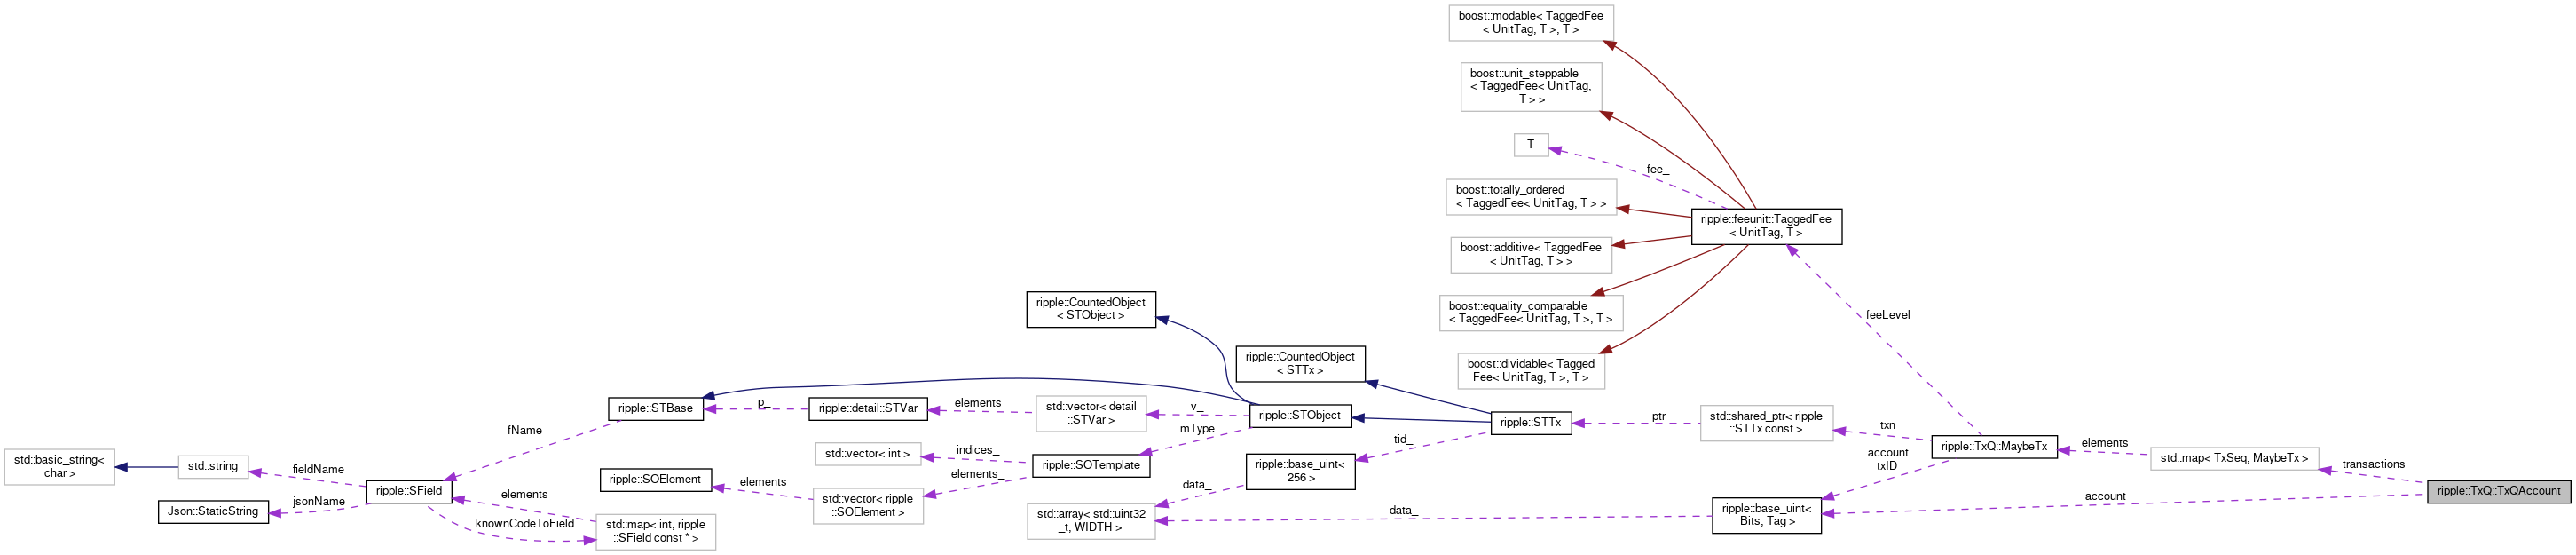 boost::modable< TaggedFee
< UnitTag, T >, T >
boost::unit_steppable
< TaggedFee< UnitTag,
T > >
T
fee_
boost::totally_ordered
< TaggedFee< UnitTag, T > >
ripple::feeunit::TaggedFee
< UnitTag, T >
boost::additive< TaggedFee
< UnitTag, T > >
boost::equality_comparable
< TaggedFee< UnitTag, T >, T >
boost::dividable< Tagged
Fee< UnitTag, T >, T >
feeLevel
ripple::CountedObject
< STObject >
ripple::CountedObject
< STTx >
ripple::STBase
p_
ripple::detail::STVar
elements
std::vector< detail
::STVar >
v_
ripple::STObject
mType
ripple::STTx
ptr
std::shared_ptr< ripple
::STTx const >
txn
ripple::TxQ::MaybeTx
elements
std::map< TxSeq, MaybeTx >
transactions
ripple::TxQ::TxQAccount
account
account
txID
ripple::base_uint<
Bits, Tag >
tid_
ripple::base_uint<
256 >
data_
data_
std::array< std::uint32
_t, WIDTH >
std::vector< int >
indices_
ripple::SOTemplate
elements_
ripple::SOElement
elements
std::vector< ripple
::SOElement >
fName
std::basic_string<
char >
std::string
fieldName
ripple::SField
jsonName
Json::StaticString
elements
knownCodeToField
std::map< int, ripple
::SField const * >